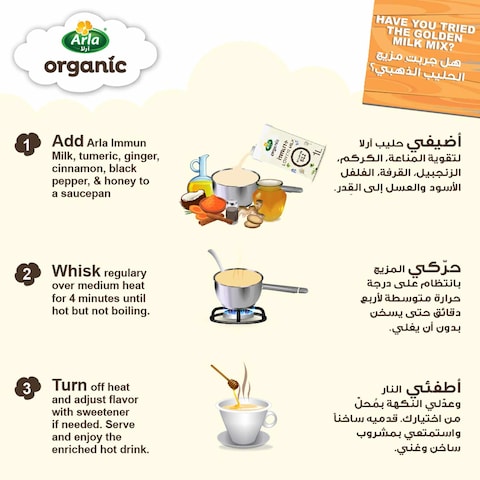 Arla
آرلا
organic
HAVE YOU TRIED
THE GOLDEN
MILK MIX?
هل جربت مزيج
الحليب الذهبي؟
1
Add Arla Immun
Milk, tumeric, ginger,
cinnamon, black
pepper, & honey to
a saucepan
أضيفي حليب آرلا
لتقوية المناعة، الكركم،
الزنجبيل، القرفة، الفلفل
الأسود والعسل إلى القِدر.
Arla
organic
2
Whisk regulary
over medium heat
for 4 minutes until
hot but not boiling.
حرّكي المزيج
بانتظام على درجة
حرارة متوسطة لأربع
دقائق حتى يسخن
بدون أن يغلي.
3
Turn off heat
and adjust flavor
with sweetener
if needed. Serve
and enjoy the
enriched hot drink.
أطفئي النار
وعدّلي النكهة بمُحلّ
من اختيارك. قدميه ساخناً
واستمتعي بمشروب
ساخن وغني.